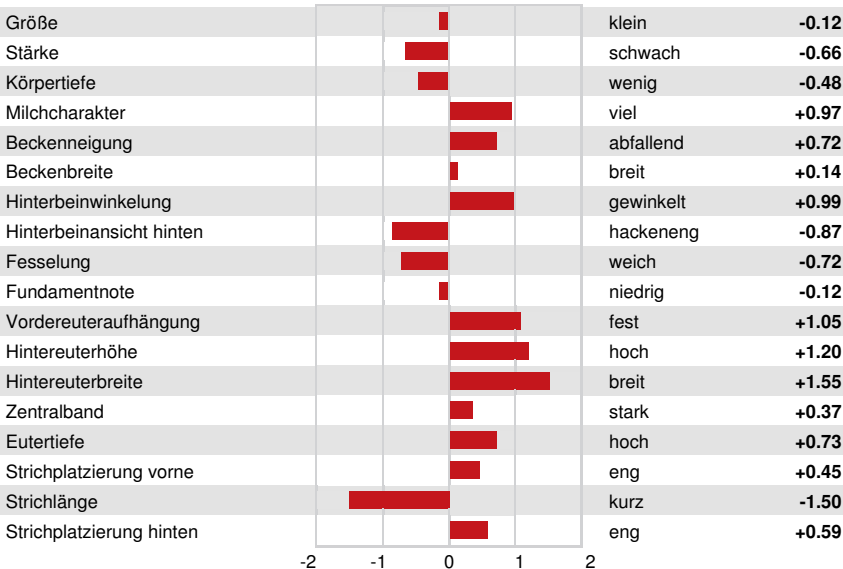 Größe klein -0.12
Stärke schwach -0.66
Körpertiefe wenig -0.48
Milchcharakter viel +0.97
Beckenneigung abfallend +0.72
Beckenbreite breit +0.14
Hinterbeinwinkelung gewinkelt +0.99
Hinterbeinansicht hinten hackeneng -0.87
Fesselung weich -0.72
Fundamentnote niedrig -0.12
Vordereuteraufhängung fest +1.05
Hintereuterhöhe hoch +1.20
Hintereuterbreite breit +1.55
Zentralband stark +0.37
Eutertiefe hoch +0.73
Strichplatzierung vorne eng +0.45
Strichlänge kurz -1.50
Strichplatzierung hinten eng +0.59
-2 -1 0 1 2